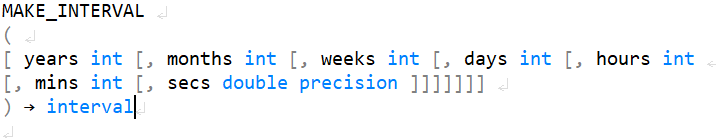 MAKE_INTERVAL
(
[ years int [, months int [, weeks int [, days int [, hours int
[, mins int [, secs double precision ]]]]]]]
) → interval